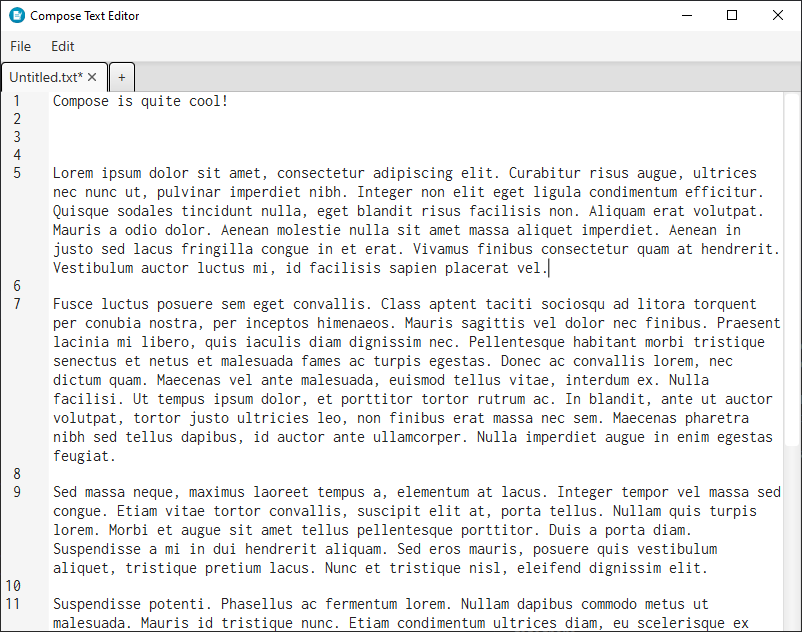 Compose Text Editor
File Edit
Untitled.txt* × +
1 Compose is quite cool!
2
3
4
5 Lorem ipsum dolor sit amet, consectetur adipiscing elit. Curabitur risus augue, ultrices
nec nunc ut, pulvinar imperdiet nibh. Integer non elit eget ligula condimentum efficitur.
Quisque sodales tincidunt nulla, eget blandit risus facilisis non. Aliquam erat volutpat.
Mauris a odio dolor. Aenean molestie nulla sit amet massa aliquet imperdiet. Aenean in
justo sed lacus fringilla congue in et erat. Vivamus finibus consectetur quam at hendrerit.
Vestibulum auctor luctus mi, id facilisis sapien placerat vel.
6
7 Fusce luctus posuere sem eget convallis. Class aptent taciti sociosqu ad litora torquent
per conubia nostra, per inceptos himenaeos. Mauris sagittis vel dolor nec finibus. Praesent
lacinia mi libero, quis iaculis diam dignissim nec. Pellentesque habitant morbi tristique
senectus et netus et malesuada fames ac turpis egestas. Donec ac convallis lorem, nec
dictum quam. Maecenas vel ante malesuada, euismod tellus vitae, interdum ex. Nulla
facilisi. Ut tempus ipsum dolor, et porttitor tortor rutrum ac. In blandit, ante ut auctor
volutpat, tortor justo ultricies leo, non finibus erat massa nec sem. Maecenas pharetra
nibh sed tellus dapibus, id auctor ante ullamcorper. Nulla imperdiet augue in enim egestas
feugiat.
8
9 Sed massa neque, maximus laoreet tempus a, elementum at lacus. Integer tempor vel massa sed
congue. Etiam vitae tortor convallis, suscipit elit at, porta tellus. Nullam quis turpis
lorem. Morbi et augue sit amet tellus pellentesque porttitor. Duis a porta diam.
Suspendisse a mi in dui hendrerit aliquam. Sed eros mauris, posuere quis vestibulum
aliquet, tristique pretium lacus. Nunc et tristique nisl, eleifend dignissim elit.
10
11 Suspendisse potenti. Phasellus ac fermentum lorem. Nullam dapibus commodo metus ut
malesuada. Mauris id tristique nunc. Etiam condimentum ultrices diam, eu scelerisque ex